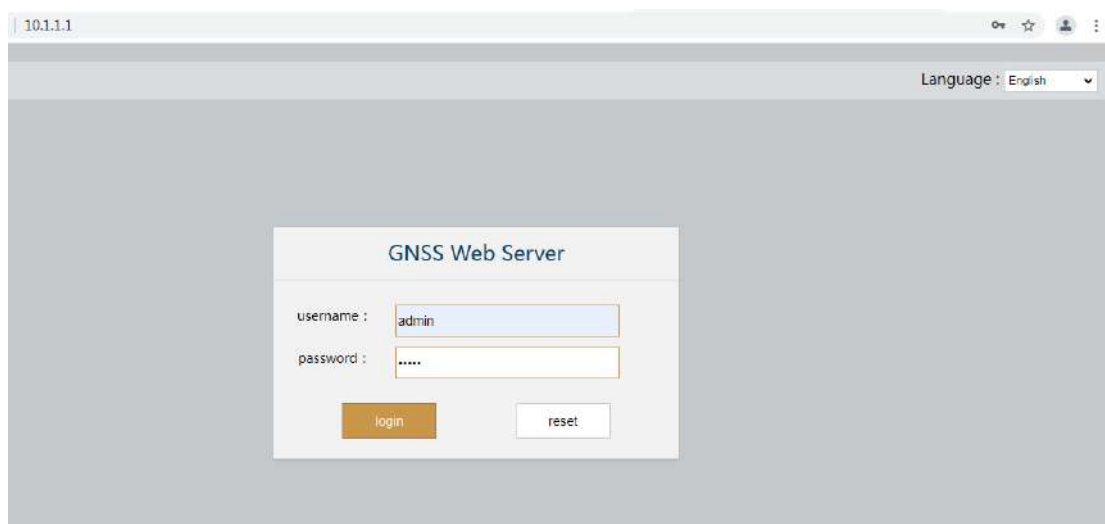 10.1.1.1
Language : English
GNSS Web Server
username : admin
password : •••••
login reset